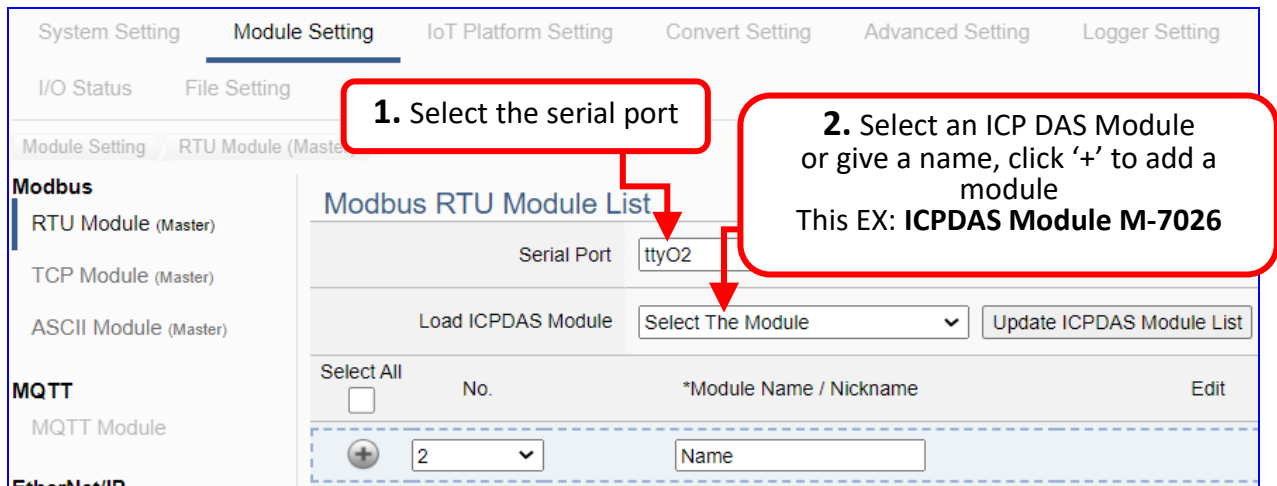 System Setting Module Setting IoT Platform Setting Convert Setting Advanced Setting Logger Setting
I/O Status File Setting
1. Select the serial port
2. Select an ICP DAS Module
or give a name, click ‘+’ to add a
module
This EX: ICPDAS Module M-7026
Module Setting RTU Module (Master)
Modbus
RTU Module (Master)
TCP Module (Master)
ASCII Module (Master)
MQTT
MQTT Module
EtherNet/IP
Modbus RTU Module List
Serial Port ttyO2
Load ICPDAS Module Select The Module Update ICPDAS Module List
Select All No. *Module Name / Nickname Edit
2 Name